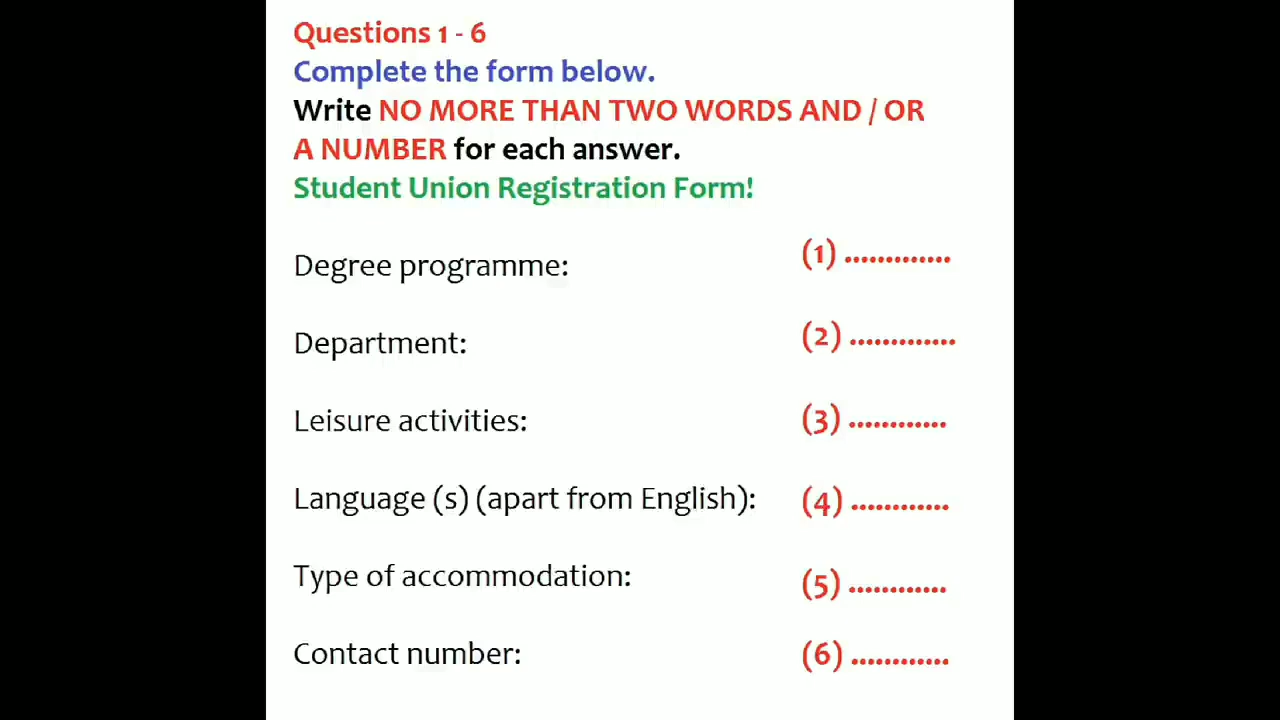 Questions 1 - 6
Complete the form below.
Write NO MORE THAN TWO WORDS AND / OR
A NUMBER for each answer.
Student Union Registration Form!
Degree programme: (1) .............
Department: (2) .............
Leisure activities: (3) ............
Language (s) (apart from English): (4) ............
Type of accommodation: (5) ............
Contact number: (6) ............